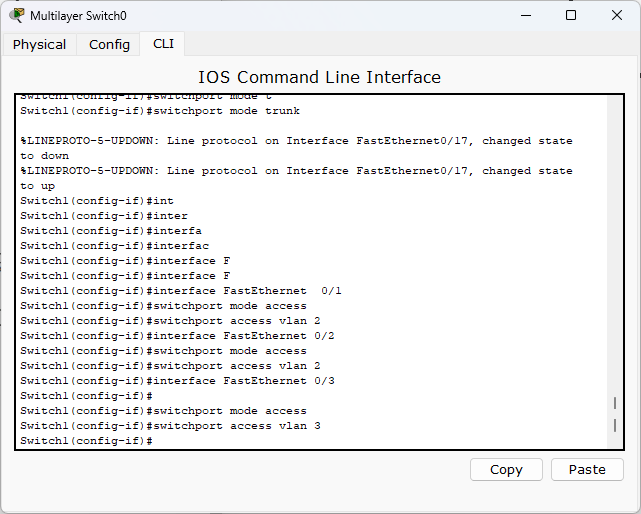 Multilayer Switch0
Physical Config CLI
IOS Command Line Interface
Switch1(config-if)#switchport mode t
Switch1(config-if)#switchport mode trunk
%LINEPROTO-5-UPDOWN: Line protocol on Interface FastEthernet0/17, changed state
to down
%LINEPROTO-5-UPDOWN: Line protocol on Interface FastEthernet0/17, changed state
to up
Switch1(config-if)#int
Switch1(config-if)#inter
Switch1(config-if)#interfa
Switch1(config-if)#interfac
Switch1(config-if)#interface F
Switch1(config-if)#interface F
Switch1(config-if)#interface FastEthernet  0/1
Switch1(config-if)#switchport mode access
Switch1(config-if)#switchport access vlan 2
Switch1(config-if)#interface FastEthernet 0/2
Switch1(config-if)#switchport mode access
Switch1(config-if)#switchport access vlan 2
Switch1(config-if)#interface FastEthernet 0/3
Switch1(config-if)#
Switch1(config-if)#switchport mode access
Switch1(config-if)#switchport access vlan 3
Switch1(config-if)#
Copy Paste